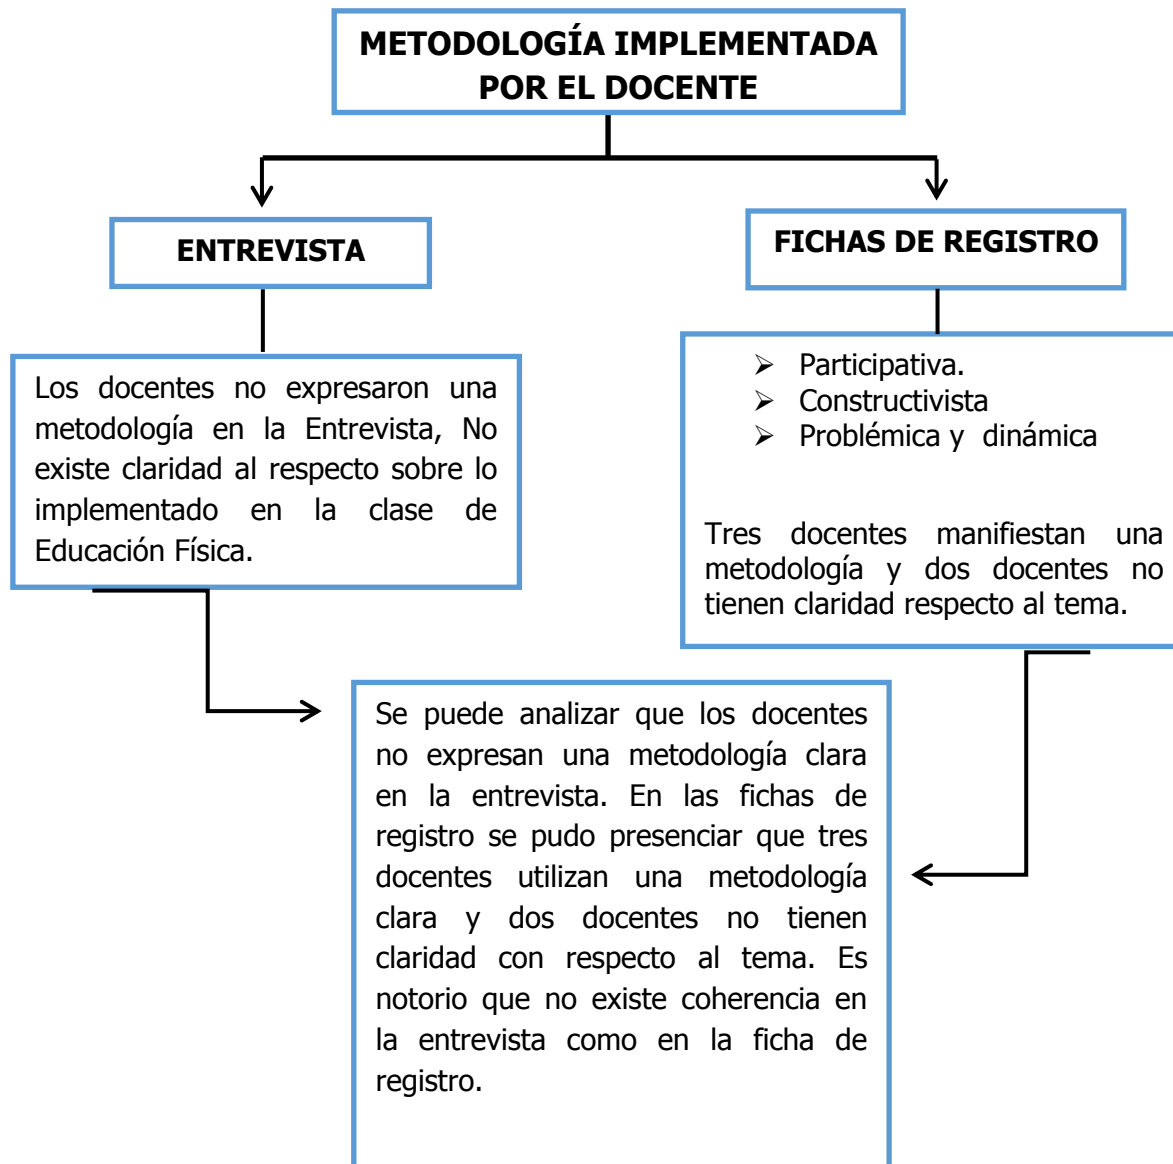 METODOLOGÍA IMPLEMENTADA
POR EL DOCENTE
ENTREVISTA
Los docentes no expresaron una
metodología en la Entrevista, No
existe claridad al respecto sobre lo
implementado en la clase de
Educación Física.
FICHAS DE REGISTRO
➢ Participativa.
➢ Constructivista
➢ Problémica y dinámica
Tres docentes manifiestan una
metodología y dos docentes no
tienen claridad respecto al tema.
Se puede analizar que los docentes
no expresan una metodología clara
en la entrevista. En las fichas de
registro se pudo presenciar que tres
docentes utilizan una metodología
clara y dos docentes no tienen
claridad con respecto al tema. Es
notorio que no existe coherencia en
la entrevista como en la ficha de
registro.